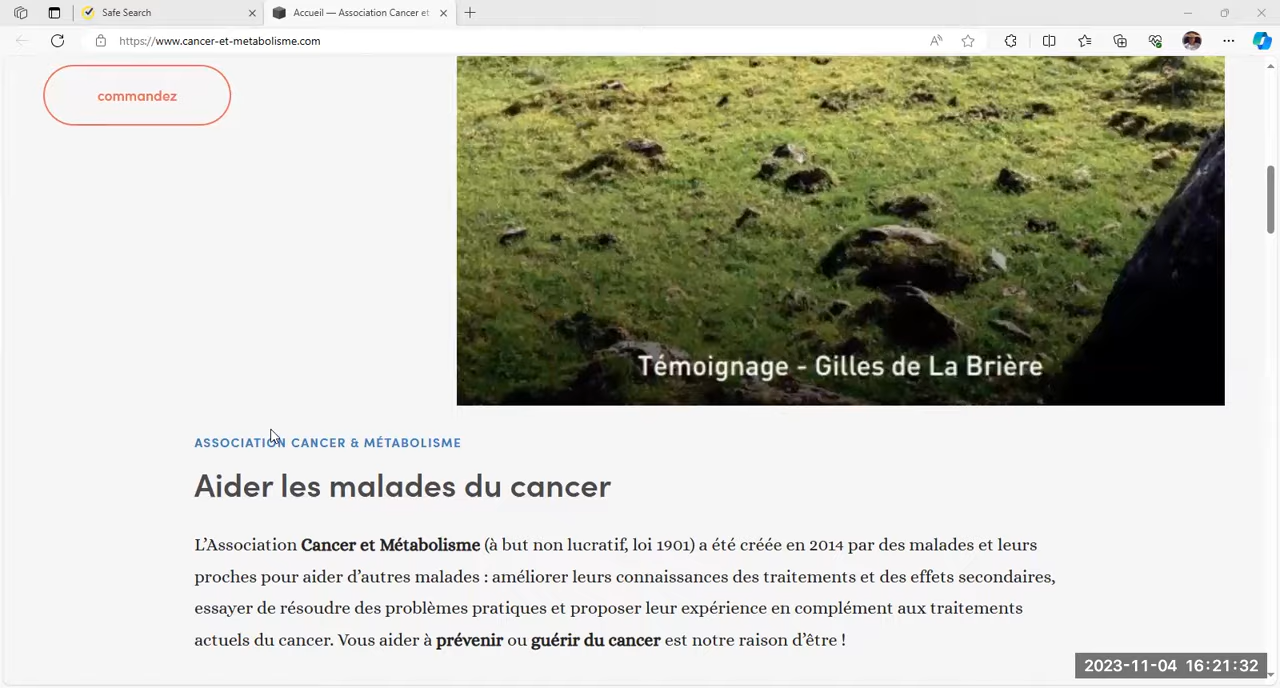 Safe Search
Accueil — Association Cancer et
https://www.cancer-et-metabolisme.com
commandez
Témoignage - Gilles de La Brière
ASSOCIATION CANCER & MÉTABOLISME
Aider les malades du cancer
L’Association Cancer et Métabolisme (à but non lucratif, loi 1901) a été créée en 2014 par des malades et leurs
proches pour aider d’autres malades : améliorer leurs connaissances des traitements et des effets secondaires,
essayer de résoudre des problèmes pratiques et proposer leur expérience en complément aux traitements
actuels du cancer. Vous aider à prévenir ou guérir du cancer est notre raison d’être !
2023-11-04 16:21:32